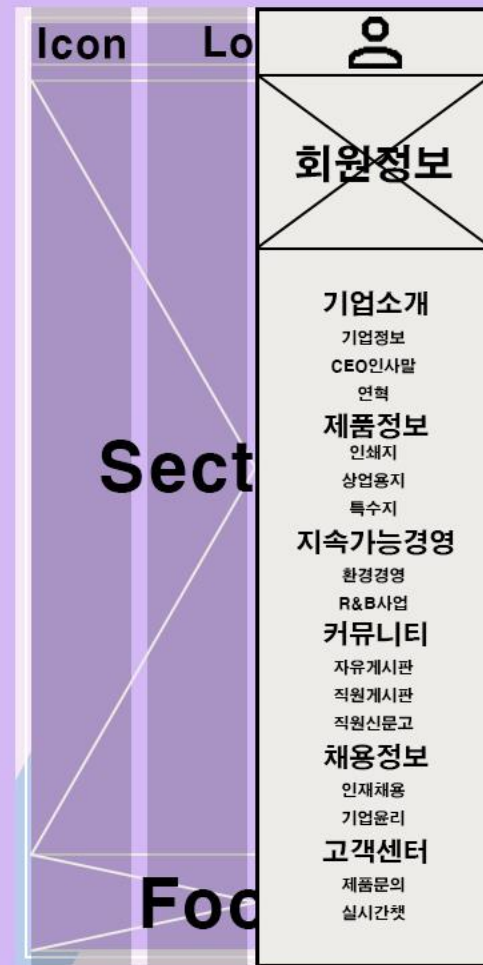 Icon
Lo
회원정보
기업소개
기업정보
CEO인사말
연혁
제품정보
인쇄지
상업용지
특수지
지속가능경영
환경경영
R&B사업
커뮤니티
자유게시판
직원게시판
직원신문고
채용정보
인재채용
기업윤리
고객센터
제품문의
실시간챗
Sect
Foo